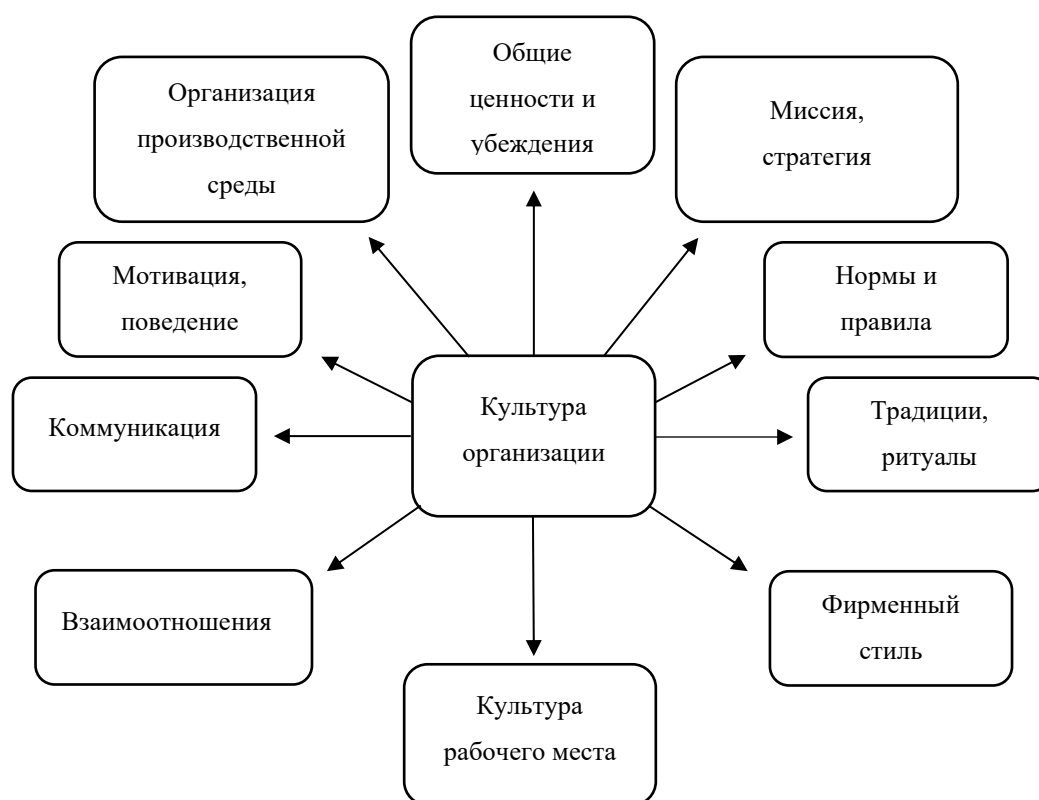 Общие
ценности и
убеждения
Организация
производственной
среды
Миссия,
стратегия
Мотивация,
поведение
Нормы и
правила
Коммуникация
Культура
организации
Традиции,
ритуалы
Взаимоотношения
Фирменный
стиль
Культура
рабочего места